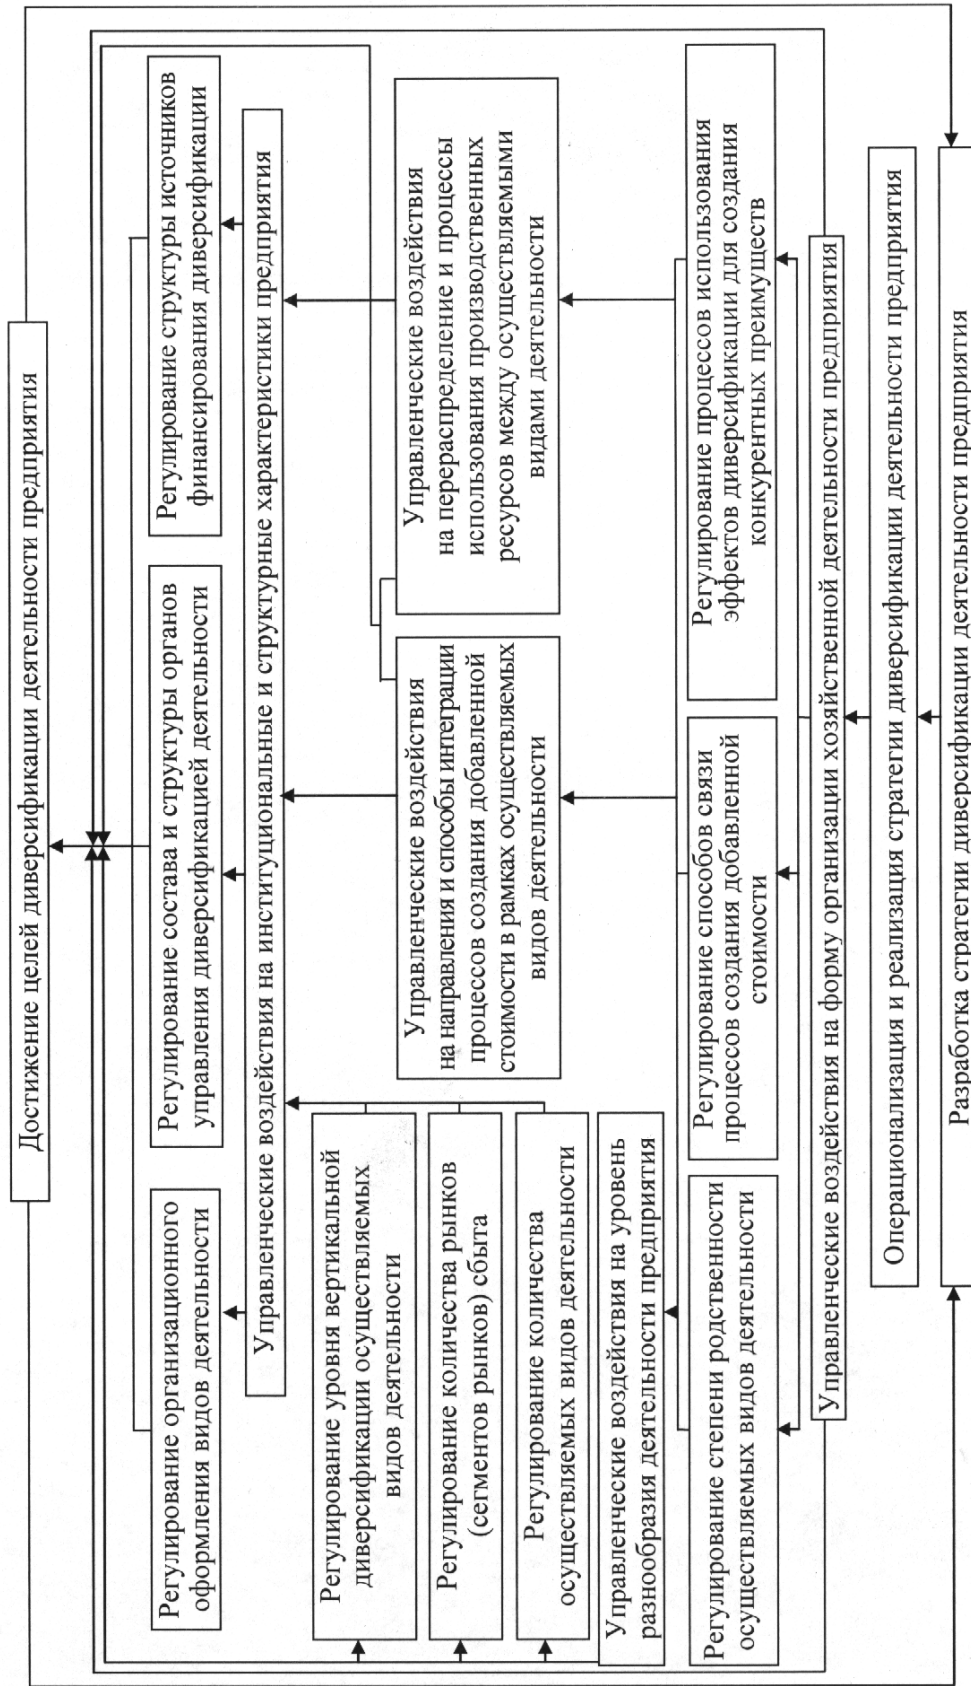 Достижение целей диверсификации деятельности предприятия
Регулирование организационного
оформления видов деятельности
Регулирование состава и структуры органов
управления диверсификацией деятельности
Регулирование структуры источников
финансирования диверсификации
Управленческие воздействия на институциональные и структурные характеристики предприятия
Регулирование уровня вертикальной
диверсификации осуществляемых
видов деятельности
Регулирование количества рынков
(сегментов рынков) сбыта
Регулирование количества
осуществляемых видов деятельности
Управленческие воздействия на уровень
разнообразия деятельности предприятия
Управленческие воздействия
на направления и способы интеграции
процессов создания добавленной
стоимости в рамках осуществляемых
видов деятельности
Управленческие воздействия
на перераспределение и процессы
использования производственных
ресурсов между осуществляемыми
видами деятельности
Регулирование степени родственности
осуществляемых видов деятельности
Регулирование способов связи
процессов создания добавленной
стоимости
Регулирование процессов использования
эффектов диверсификации для создания
конкурентных преимуществ
Управленческие воздействия на форму организации хозяйственной деятельности предприятия
Операционализация и реализация стратегии диверсификации деятельности предприятия
Разработка стратегии диверсификации деятельности предприятия